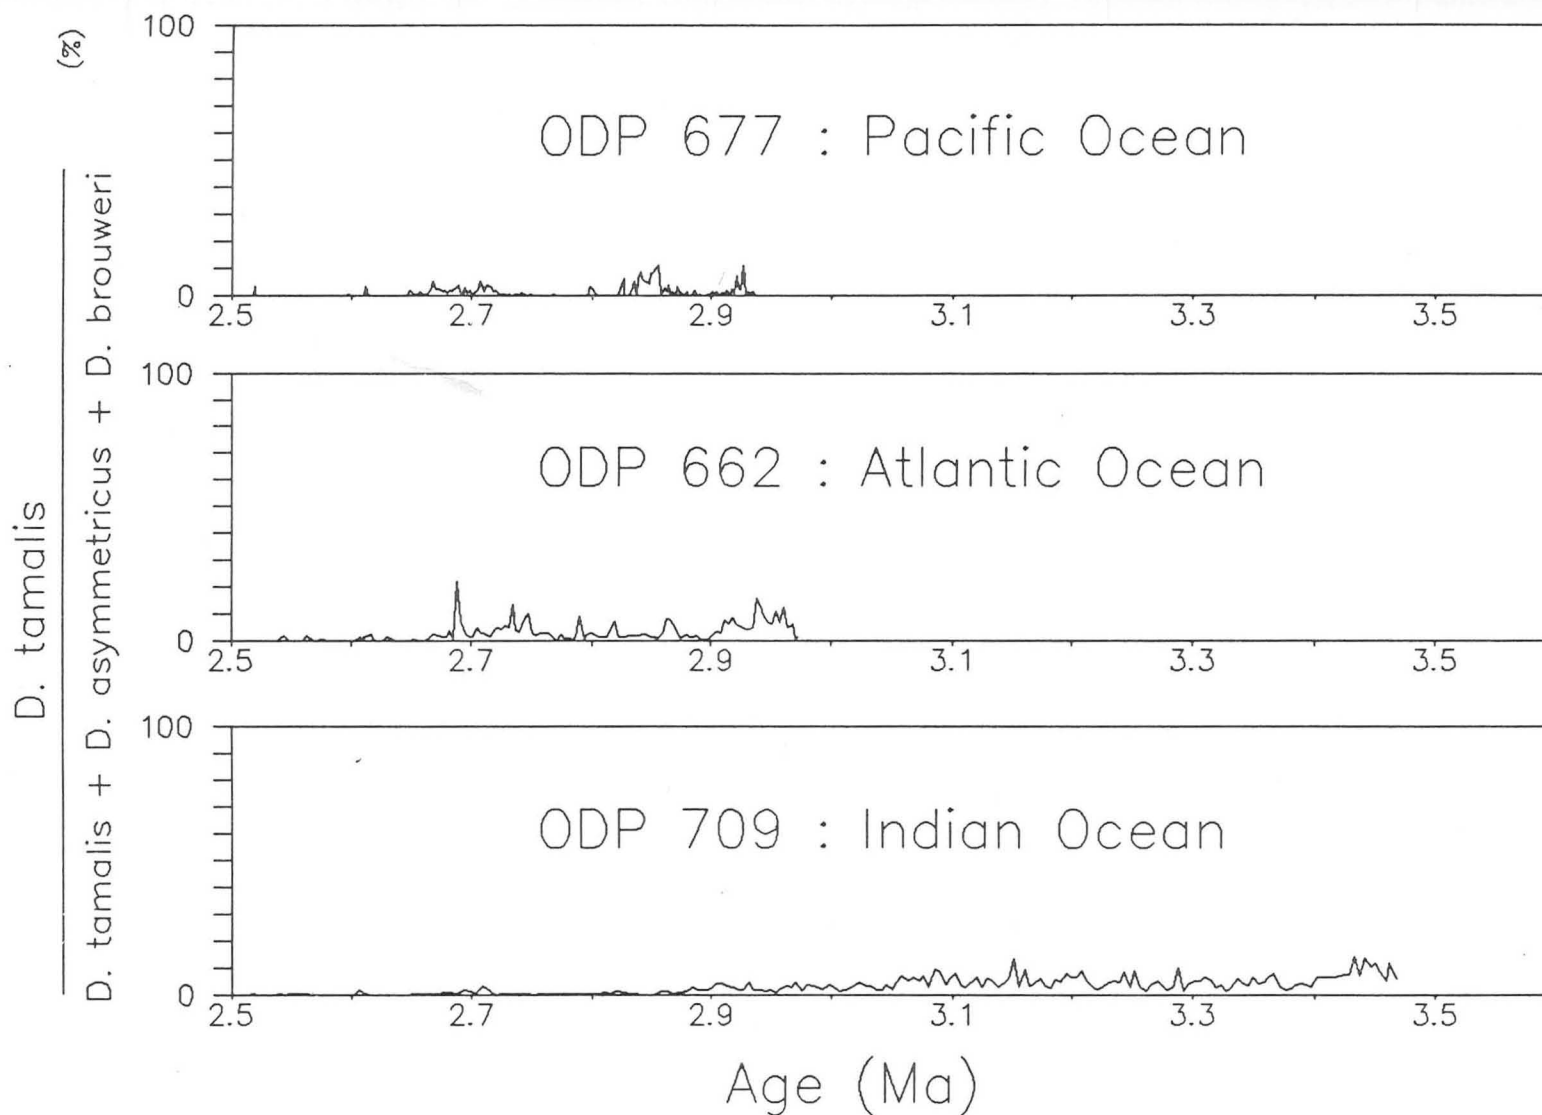 D. tamalis
D. tamalis + D. asymmetricus + D. brouweri
(%)
100
ODP 677 : Pacific Ocean
0
2.5 2.7 2.9 3.1 3.3 3.5
100
ODP 662 : Atlantic Ocean
0
2.5 2.7 2.9 3.1 3.3 3.5
100
ODP 709 : Indian Ocean
0
2.5 2.7 2.9 3.1 3.3 3.5
Age (Ma)